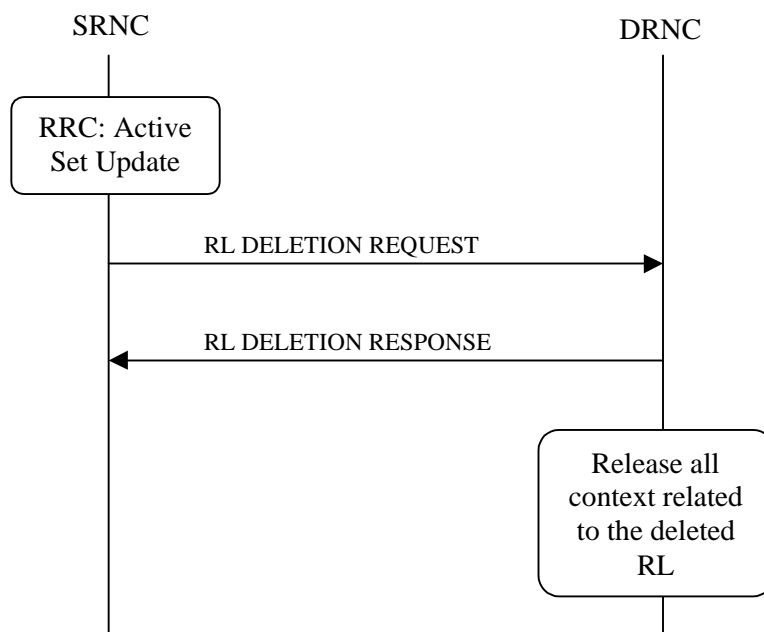 SRNC
DRNC
RRC: Active
Set Update
RL DELETION REQUEST
RL DELETION RESPONSE
Release all
context related
to the deleted
RL